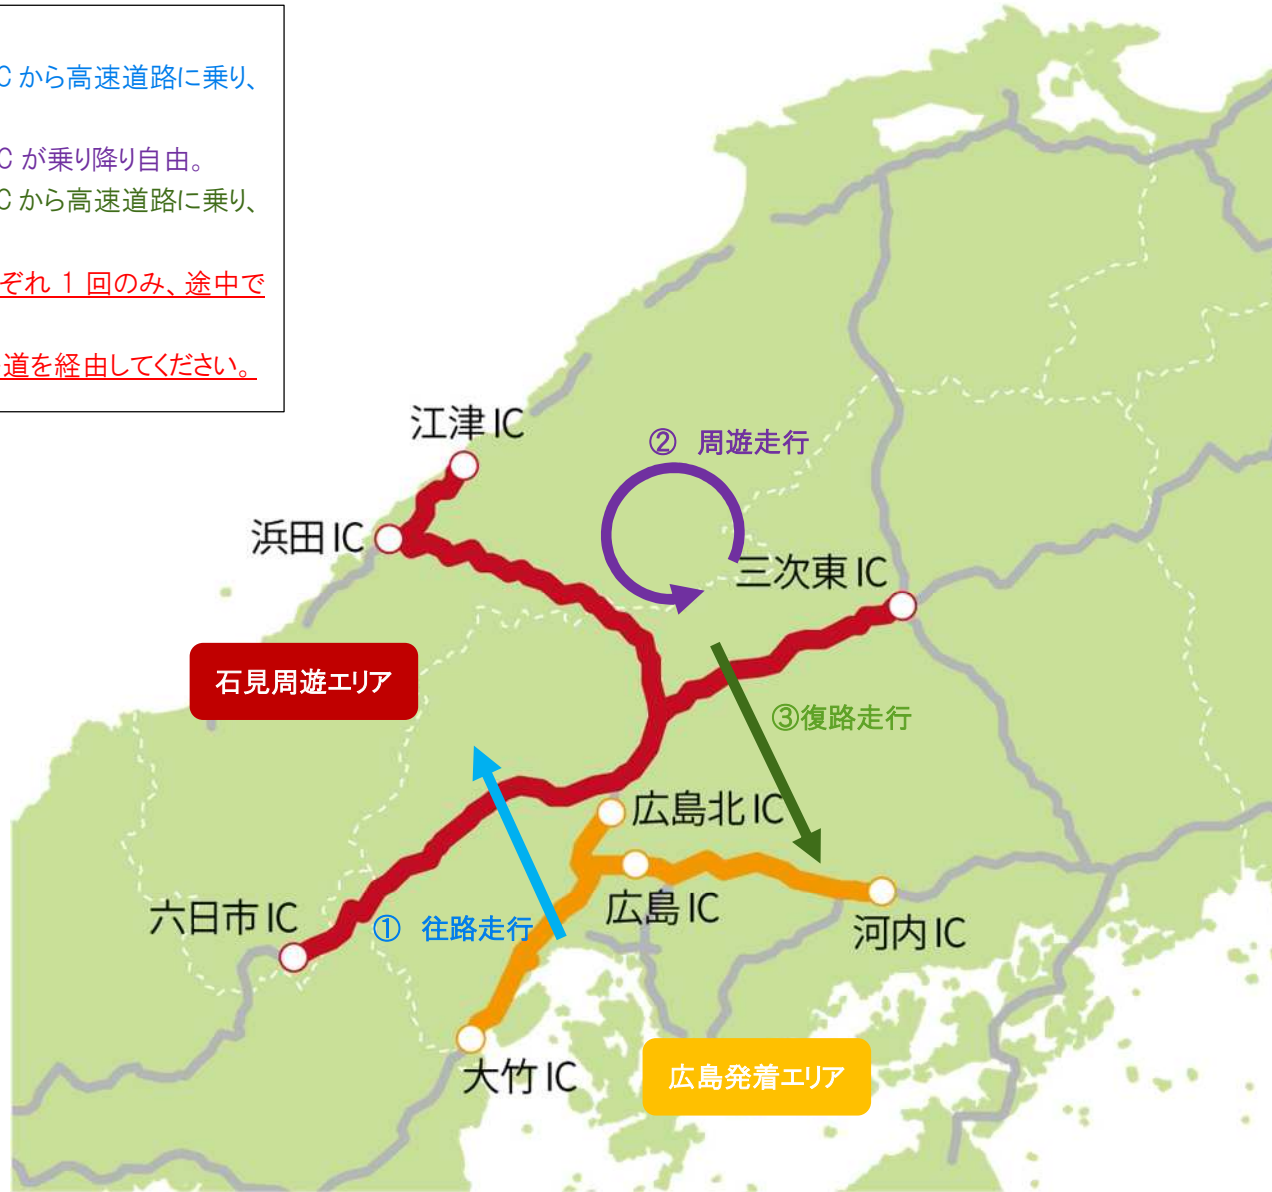 Cから高速道路に乗り、
Cが乗り降り自由。
Cから高速道路に乗り、
ぞれ 1 回のみ、途中で
道を経由してください。
江津 IC
② 周遊走行
浜田 IC
三次東 IC
石見周遊エリア
③復路走行
広島北 IC
六日市 IC
① 往路走行
広島 IC
河内 IC
大竹 IC
広島発着エリア